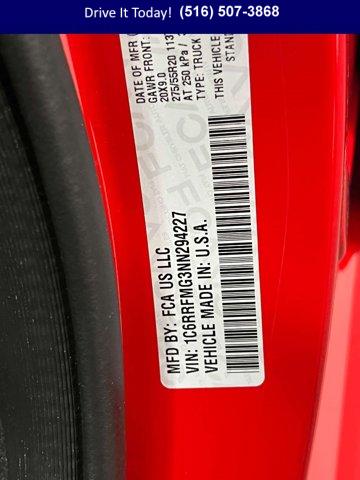 Drive It Today! (516) 507-3868
DATE OF MFR
GAWR FRONT:
20X9.0
275/55R20 113
AT 250 kPa /
TYPE: TRUCK
THIS VEHICLE
STAN
MFD BY: FCA US LLC
VIN: 1C6RRFMG3NN294227
VEHICLE MADE IN: U.S.A.